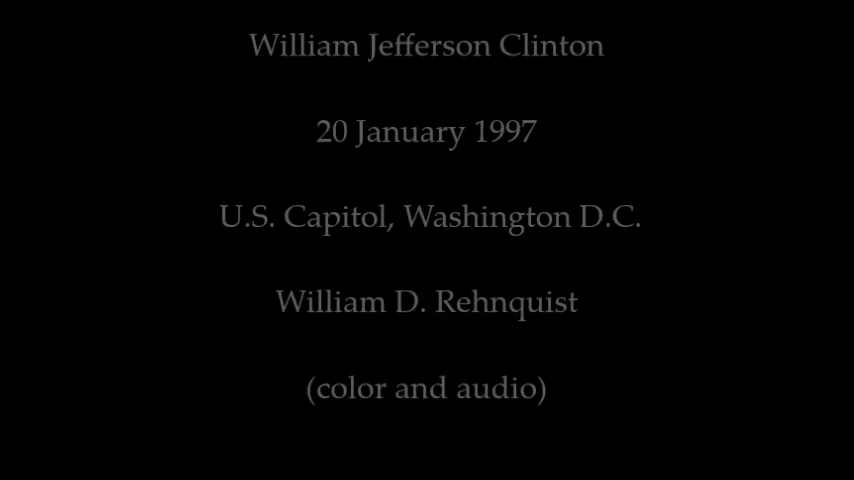 William Jefferson Clinton
20 January 1997
U.S. Capitol, Washington D.C.
William D. Rehnquist
(color and audio)